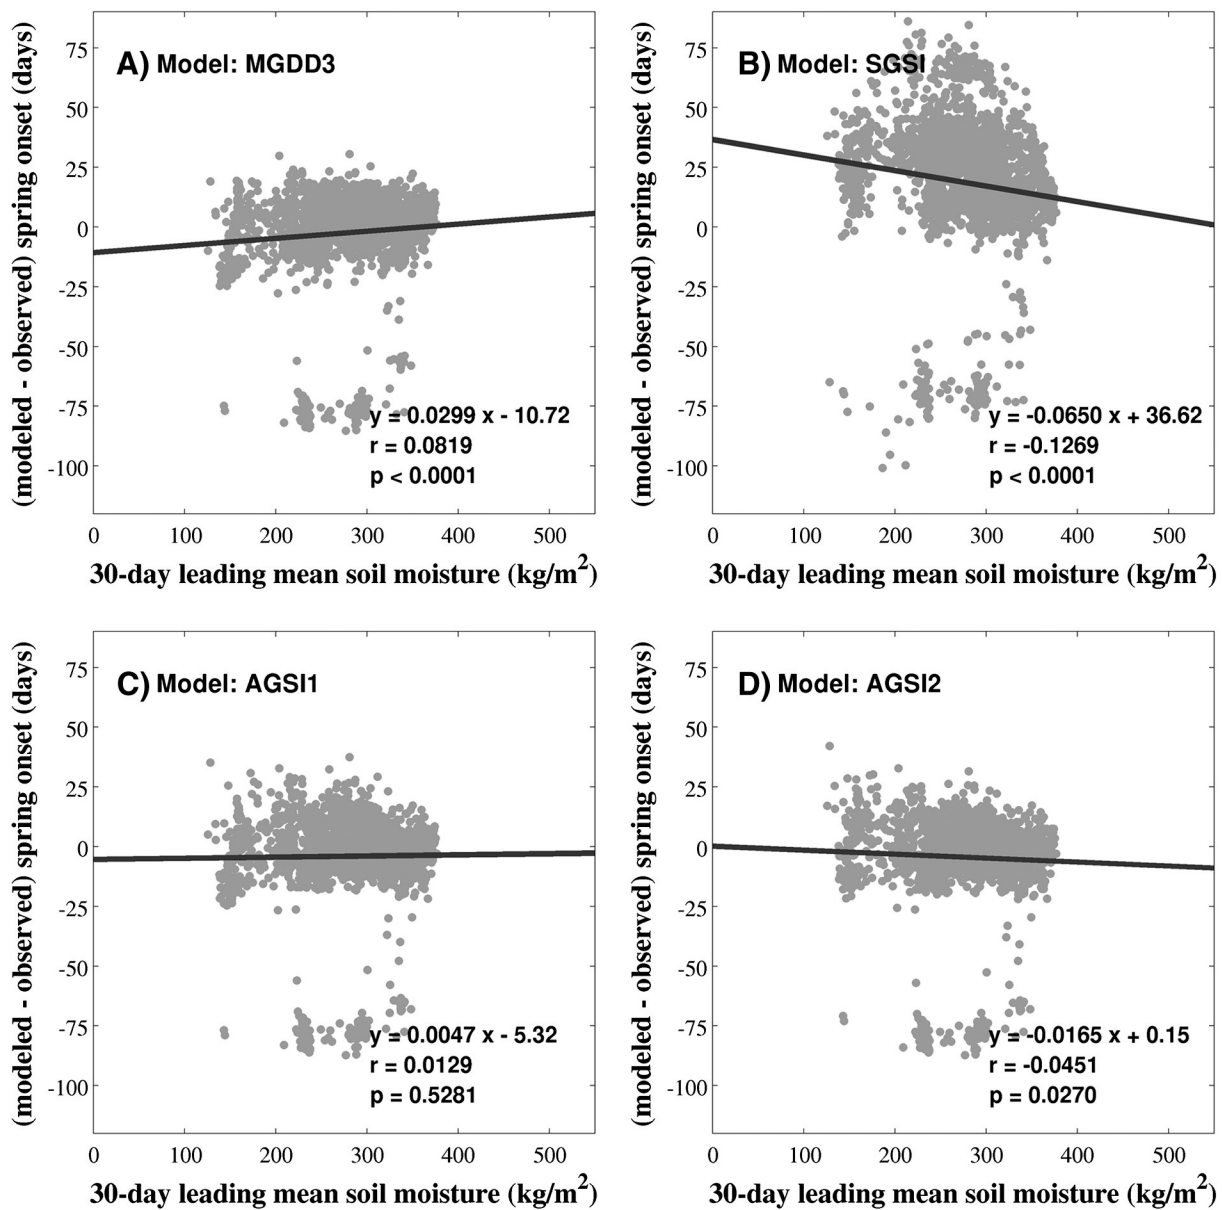 A) Model: MGDD3
(modeled - observed) spring onset (days)
75
50
25
0
-25
-50
-75
-100
y = 0.0299 x - 10.72
r = 0.0819
p < 0.0001
0 100 200 300 400 500
30-day leading mean soil moisture (kg/m²)
B) Model: SGSI
(modeled - observed) spring onset (days)
75
50
25
0
-25
-50
-75
-100
y = -0.0650 x + 36.62
r = -0.1269
p < 0.0001
0 100 200 300 400 500
30-day leading mean soil moisture (kg/m²)
C) Model: AGSI1
(modeled - observed) spring onset (days)
75
50
25
0
-25
-50
-75
-100
y = 0.0047 x - 5.32
r = 0.0129
p = 0.5281
0 100 200 300 400 500
30-day leading mean soil moisture (kg/m²)
D) Model: AGSI2
(modeled - observed) spring onset (days)
75
50
25
0
-25
-50
-75
-100
y = -0.0165 x + 0.15
r = -0.0451
p = 0.0270
0 100 200 300 400 500
30-day leading mean soil moisture (kg/m²)